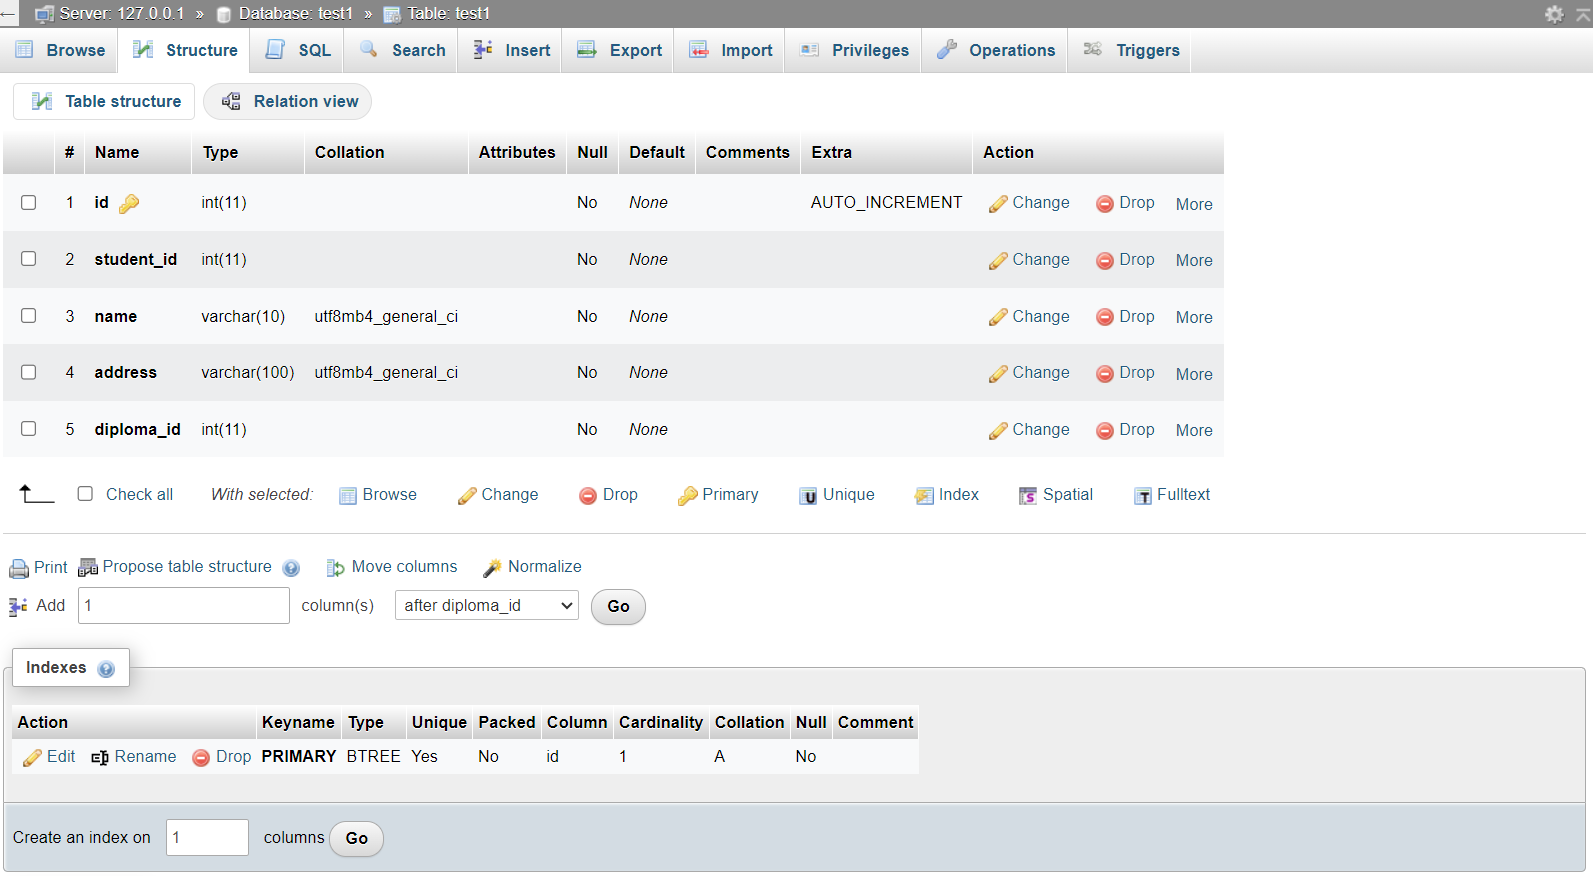 Server: 127.0.0.1 » Database: test1 » Table: test1
Browse Structure SQL Search Insert Export Import Privileges Operations Triggers
Table structure Relation view
# Name Type Collation Attributes Null Default Comments Extra Action
1 id int(11) No None AUTO_INCREMENT Change Drop More
2 student_id int(11) No None Change Drop More
3 name varchar(10) utf8mb4_general_ci No None Change Drop More
4 address varchar(100) utf8mb4_general_ci No None Change Drop More
5 diploma_id int(11) No None Change Drop More
Check all With selected: Browse Change Drop Primary Unique Index Spatial Fulltext
Print Propose table structure Move columns Normalize
Add 1 column(s) after diploma_id Go
Indexes
Action Keyname Type Unique Packed Column Cardinality Collation Null Comment
Edit Rename Drop PRIMARY BTREE Yes No id 1 A No
Create an index on 1 columns Go